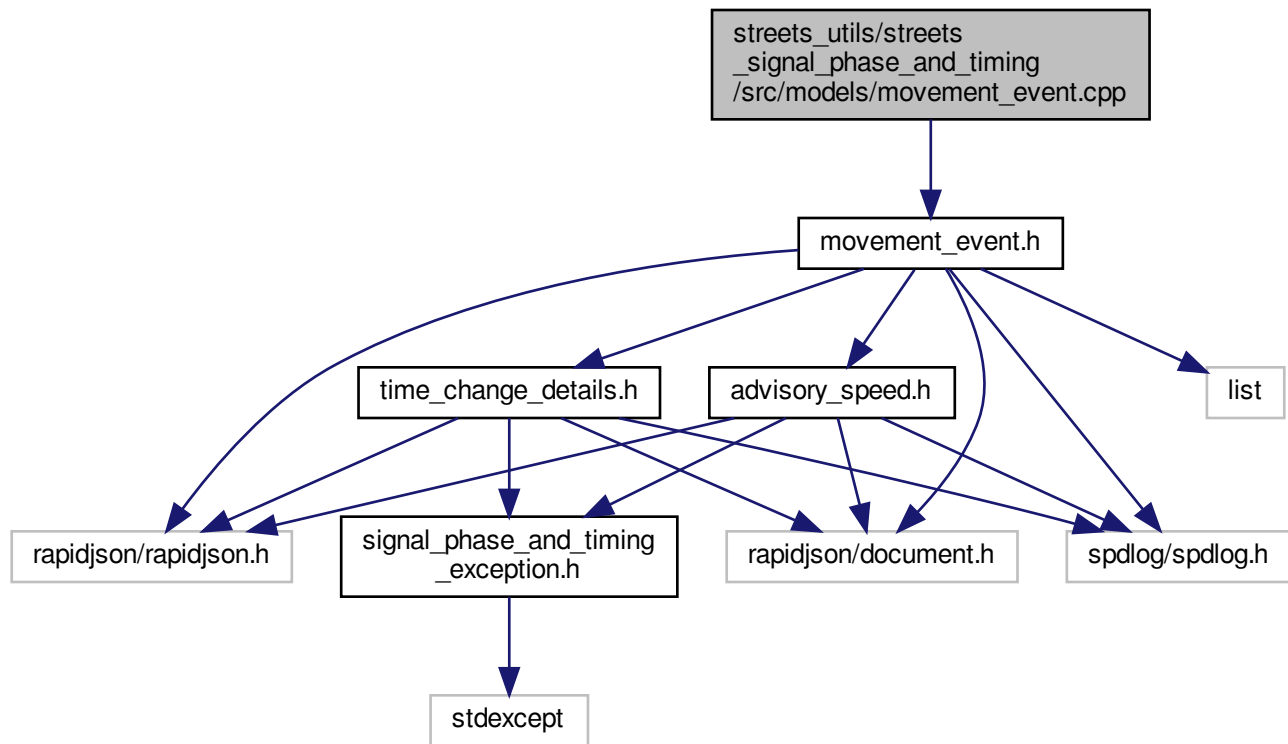 streets_utils/streets
_signal_phase_and_timing
/src/models/movement_event.cpp
movement_event.h
time_change_details.h
advisory_speed.h
list
rapidjson/rapidjson.h
signal_phase_and_timing
_exception.h
rapidjson/document.h
spdlog/spdlog.h
stdexcept